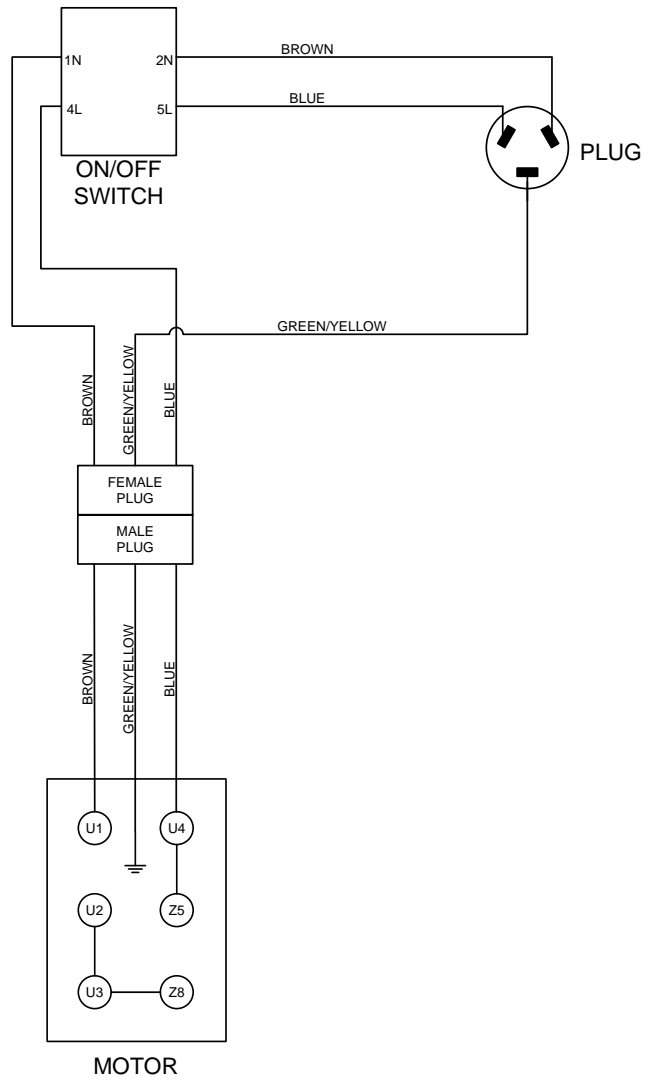 1N
2N
BROWN
4L
5L
BLUE
ON/OFF
SWITCH
PLUG
GREEN/YELLOW
BROWN
GREEN/YELLOW
BLUE
FEMALE
PLUG
MALE
PLUG
BROWN
GREEN/YELLOW
BLUE
U1
U4
U2
Z5
U3
Z8
MOTOR